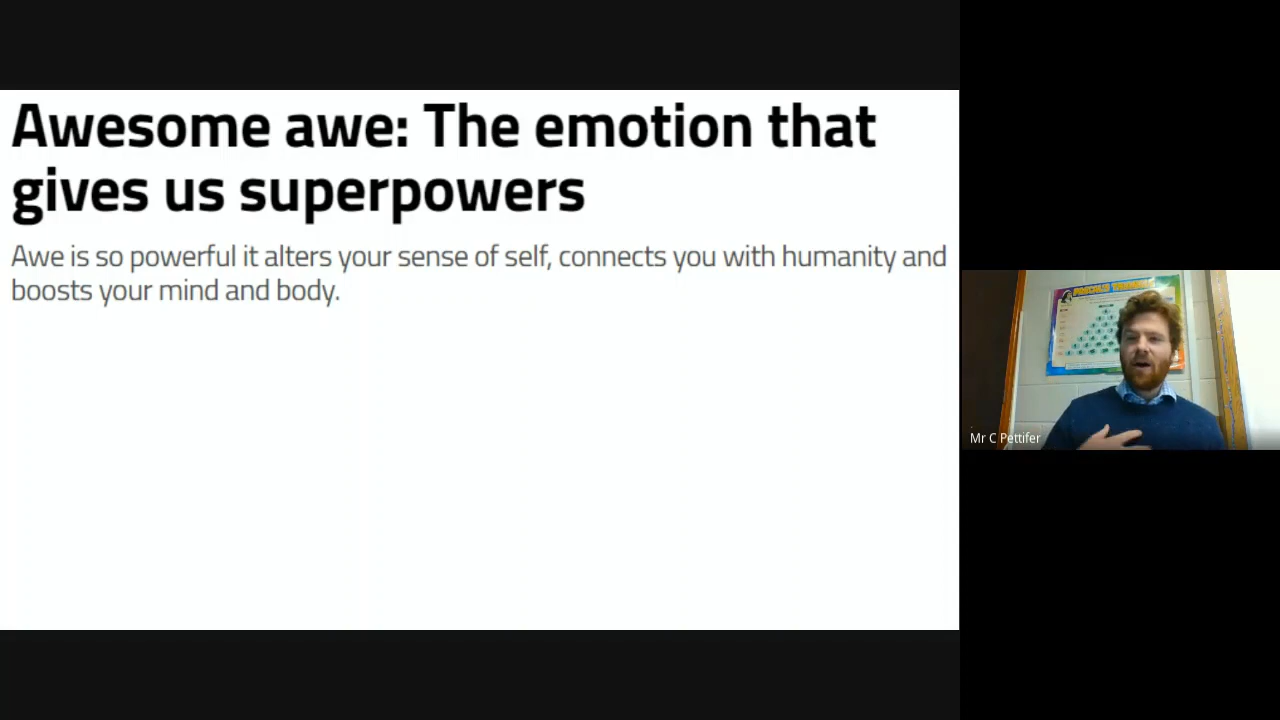 Awesome awe: The emotion that
gives us superpowers
Awe is so powerful it alters your sense of self, connects you with humanity and
boosts your mind and body.
Mr C Pettifer